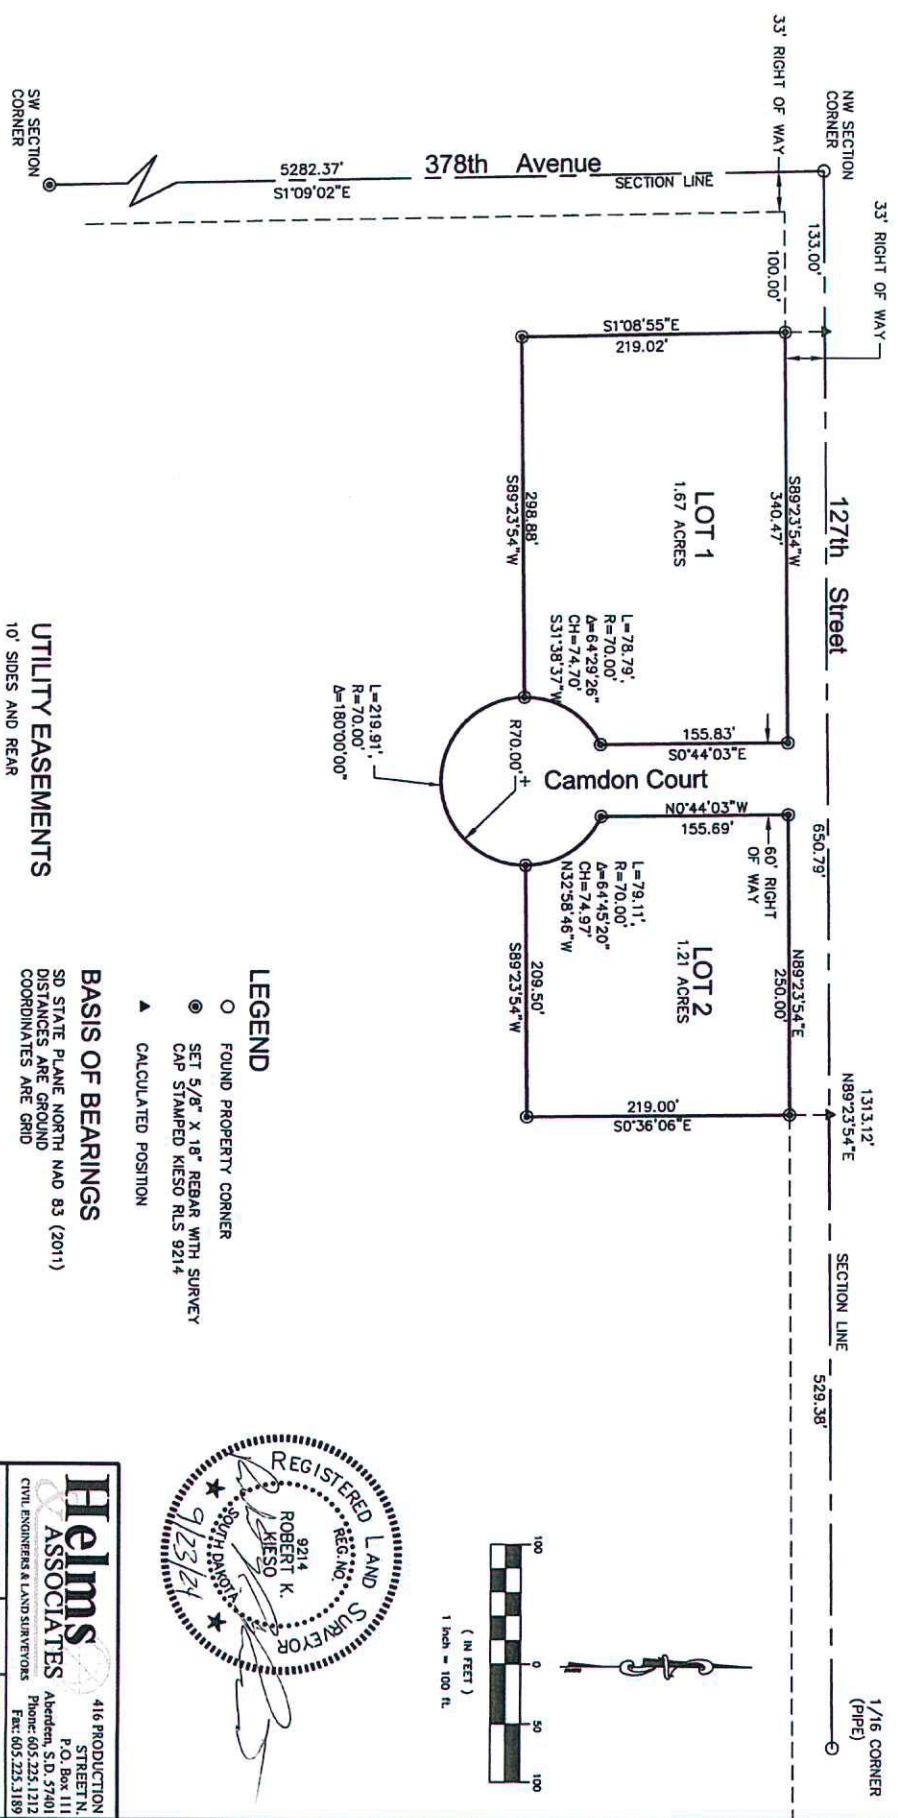 NW SECTION
CORNER
33' RIGHT OF WAY
33' RIGHT OF WAY
133.00'
100.00'
127th Street
650.79'
1313.12'
N89°23'54"E
SECTION LINE
529.38'
1/16 CORNER
(PIPE)
378th Avenue
SECTION LINE
5282.37'
S1°09'02"E
SW SECTION
CORNER
S89°23'54"W
340.47'
S1°08'55"E
219.02'
LOT 1
1.67 ACRES
298.88'
S89°23'54"W
L=78.79',
R=70.00'
Δ=64°29'26"
CH=74.70'
S31°38'37"W
155.83'
S0°44'03"E
Camdon Court
R70.00'
L=219.91',
R=70.00'
Δ=180°00'00"
N0°44'03"W
155.69'
60' RIGHT
OF WAY
N89°23'54"E
250.00'
LOT 2
1.21 ACRES
L=79.11',
R=70.00'
Δ=64°45'20"
CH=74.97'
N32°58'46"W
209.50'
S89°23'54"W
219.00'
S0°36'06"E
UTILITY EASEMENTS
10' SIDES AND REAR
LEGEND
FOUND PROPERTY CORNER
SET 5/8" X 18" REBAR WITH SURVEY
CAP STAMPED KIESO RLS 9214
CALCULATED POSITION
BASIS OF BEARINGS
SD STATE PLANE NORTH NAD 83 (2011)
DISTANCES ARE GROUND
COORDINATES ARE GRID
100 0 50 100
( IN FEET )
1 inch = 100 ft.
REGISTERED LAND SURVEYOR
REG.NO.
9214
ROBERT K.
KIESO
SOUTH DAKOTA
9/23/24
Helms
& ASSOCIATES
CIVIL ENGINEERS & LAND SURVEYORS
416 PRODUCTION
STREET N.
P.O. Box 111
Aberdeen, S.D. 57401
Phone: 605.225.1212
Fax: 605.225.3189